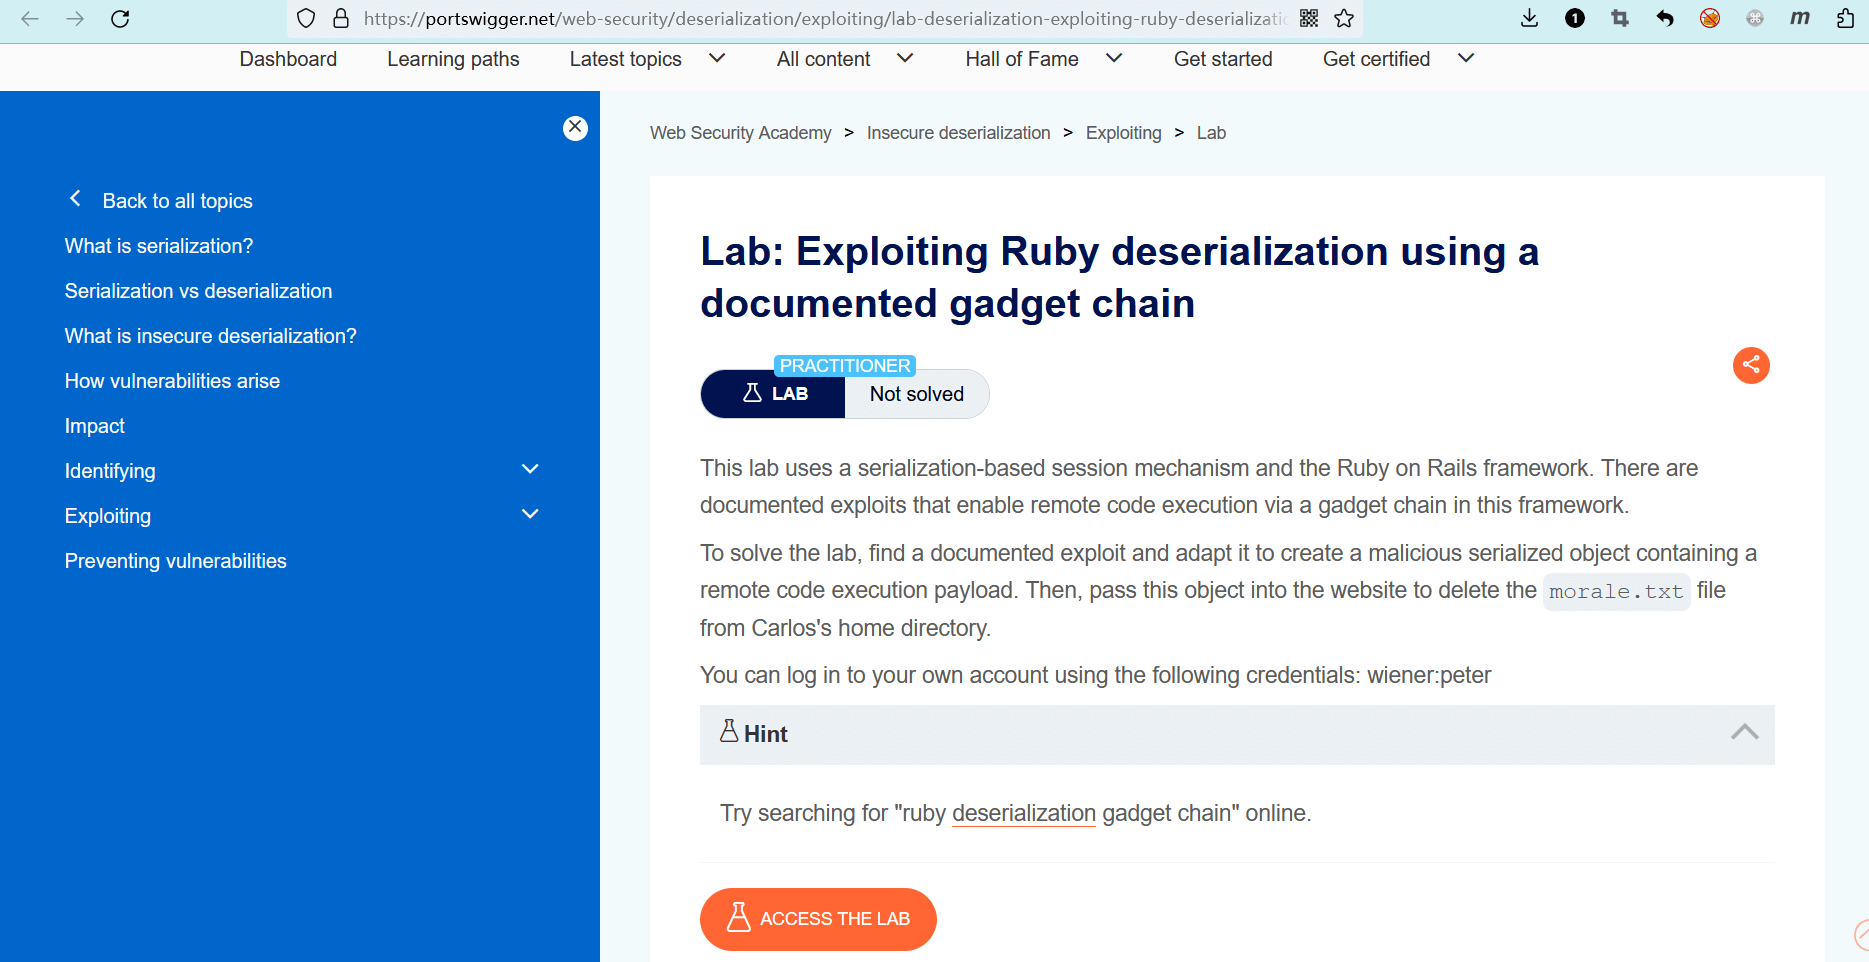 https://portswigger.net/web-security/deserialization/exploiting/lab-deserialization-exploiting-ruby-deserializatio
1
m
Dashboard Learning paths Latest topics All content Hall of Fame Get started Get certified
Web Security Academy > Insecure deserialization > Exploiting > Lab
Back to all topics
What is serialization?
Serialization vs deserialization
What is insecure deserialization?
How vulnerabilities arise
Impact
Identifying
Exploiting
Preventing vulnerabilities
Lab: Exploiting Ruby deserialization using a
documented gadget chain
PRACTITIONER
LAB Not solved
This lab uses a serialization-based session mechanism and the Ruby on Rails framework. There are
documented exploits that enable remote code execution via a gadget chain in this framework.
To solve the lab, find a documented exploit and adapt it to create a malicious serialized object containing a
remote code execution payload. Then, pass this object into the website to delete the morale.txt file
from Carlos's home directory.
You can log in to your own account using the following credentials: wiener:peter
Hint
Try searching for "ruby deserialization gadget chain" online.
ACCESS THE LAB